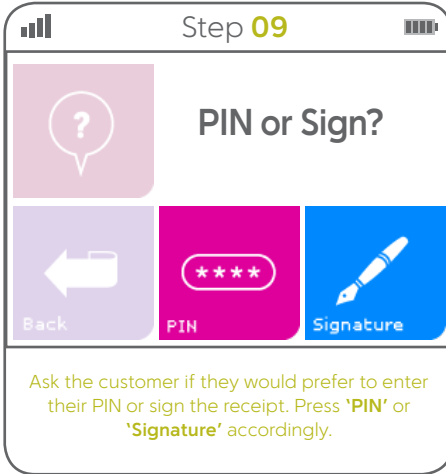 Step 09
?
PIN or Sign?
Back
****
PIN
Signature
Ask the customer if they would prefer to enter
their PIN or sign the receipt. Press ‘PIN’ or
‘Signature’ accordingly.